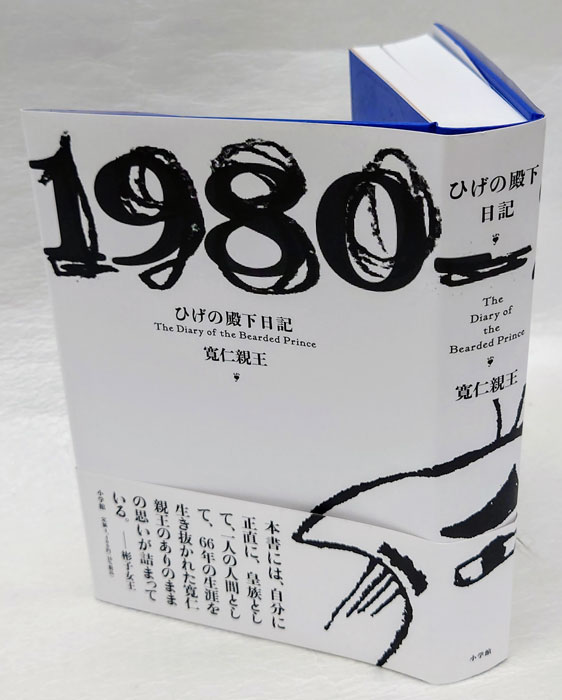 1980_
ひげの殿下日記
The Diary of the Bearded Prince
寛仁親王
本書には、自分に
正直に、皇族とし
て、一人の人間とし
て、66年の生涯を
生き抜かれた寛仁
親王のありのまま
の思いが詰まって
いる。 ——彬子女王
小学館
ひげの殿下
日記
The
Diary of
the
Bearded Prince
寛仁親王
小学館